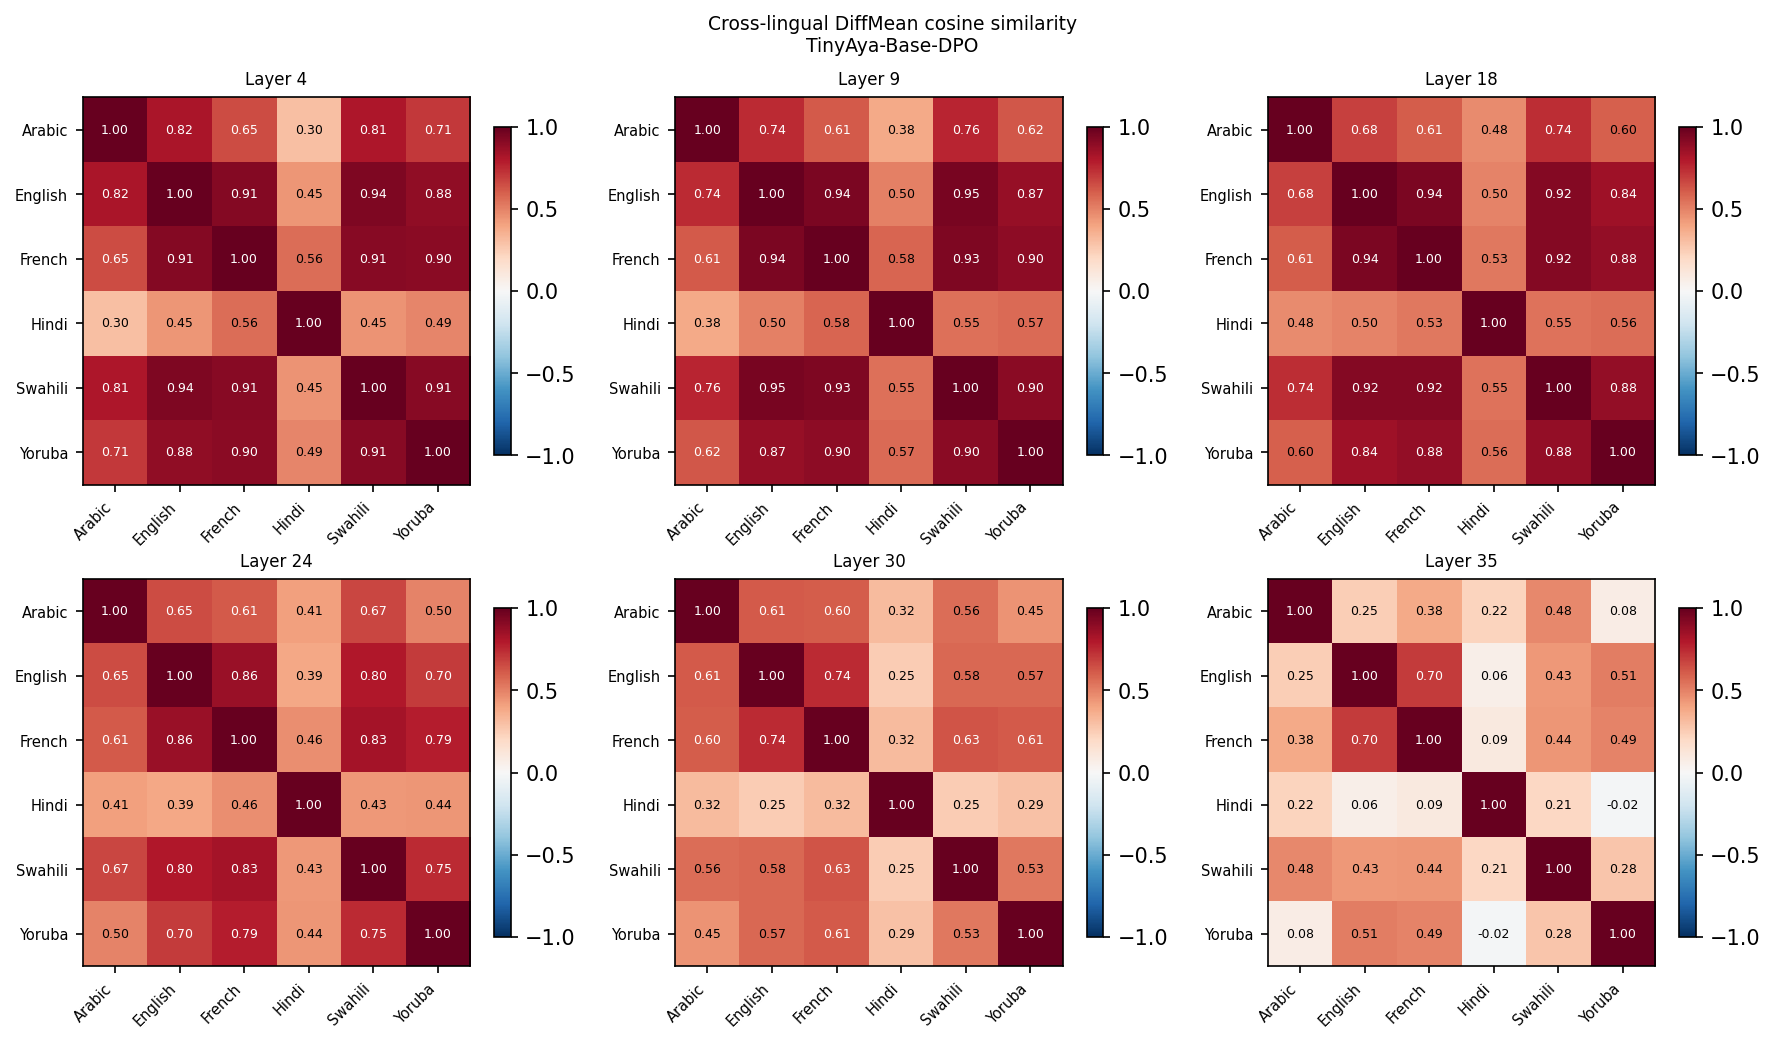 Cross-lingual DiffMean cosine similarity
TinyAya-Base-DPO
Layer 4
Arabic 1.00 0.82 0.65 0.30 0.81 0.71
English 0.82 1.00 0.91 0.45 0.94 0.88
French 0.65 0.91 1.00 0.56 0.91 0.90
Hindi 0.30 0.45 0.56 1.00 0.45 0.49
Swahili 0.81 0.94 0.91 0.45 1.00 0.91
Yoruba 0.71 0.88 0.90 0.49 0.91 1.00
Arabic English French Hindi Swahili Yoruba
1.0
0.5
0.0
−0.5
−1.0
Layer 9
Arabic 1.00 0.74 0.61 0.38 0.76 0.62
English 0.74 1.00 0.94 0.50 0.95 0.87
French 0.61 0.94 1.00 0.58 0.93 0.90
Hindi 0.38 0.50 0.58 1.00 0.55 0.57
Swahili 0.76 0.95 0.93 0.55 1.00 0.90
Yoruba 0.62 0.87 0.90 0.57 0.90 1.00
Arabic English French Hindi Swahili Yoruba
1.0
0.5
0.0
−0.5
−1.0
Layer 18
Arabic 1.00 0.68 0.61 0.48 0.74 0.60
English 0.68 1.00 0.94 0.50 0.92 0.84
French 0.61 0.94 1.00 0.53 0.92 0.88
Hindi 0.48 0.50 0.53 1.00 0.55 0.56
Swahili 0.74 0.92 0.92 0.55 1.00 0.88
Yoruba 0.60 0.84 0.88 0.56 0.88 1.00
Arabic English French Hindi Swahili Yoruba
1.0
0.5
0.0
−0.5
−1.0
Layer 24
Arabic 1.00 0.65 0.61 0.41 0.67 0.50
English 0.65 1.00 0.86 0.39 0.80 0.70
French 0.61 0.86 1.00 0.46 0.83 0.79
Hindi 0.41 0.39 0.46 1.00 0.43 0.44
Swahili 0.67 0.80 0.83 0.43 1.00 0.75
Yoruba 0.50 0.70 0.79 0.44 0.75 1.00
Arabic English French Hindi Swahili Yoruba
1.0
0.5
0.0
−0.5
−1.0
Layer 30
Arabic 1.00 0.61 0.60 0.32 0.56 0.45
English 0.61 1.00 0.74 0.25 0.58 0.57
French 0.60 0.74 1.00 0.32 0.63 0.61
Hindi 0.32 0.25 0.32 1.00 0.25 0.29
Swahili 0.56 0.58 0.63 0.25 1.00 0.53
Yoruba 0.45 0.57 0.61 0.29 0.53 1.00
Arabic English French Hindi Swahili Yoruba
1.0
0.5
0.0
−0.5
−1.0
Layer 35
Arabic 1.00 0.25 0.38 0.22 0.48 0.08
English 0.25 1.00 0.70 0.06 0.43 0.51
French 0.38 0.70 1.00 0.09 0.44 0.49
Hindi 0.22 0.06 0.09 1.00 0.21 -0.02
Swahili 0.48 0.43 0.44 0.21 1.00 0.28
Yoruba 0.08 0.51 0.49 -0.02 0.28 1.00
Arabic English French Hindi Swahili Yoruba
1.0
0.5
0.0
−0.5
−1.0